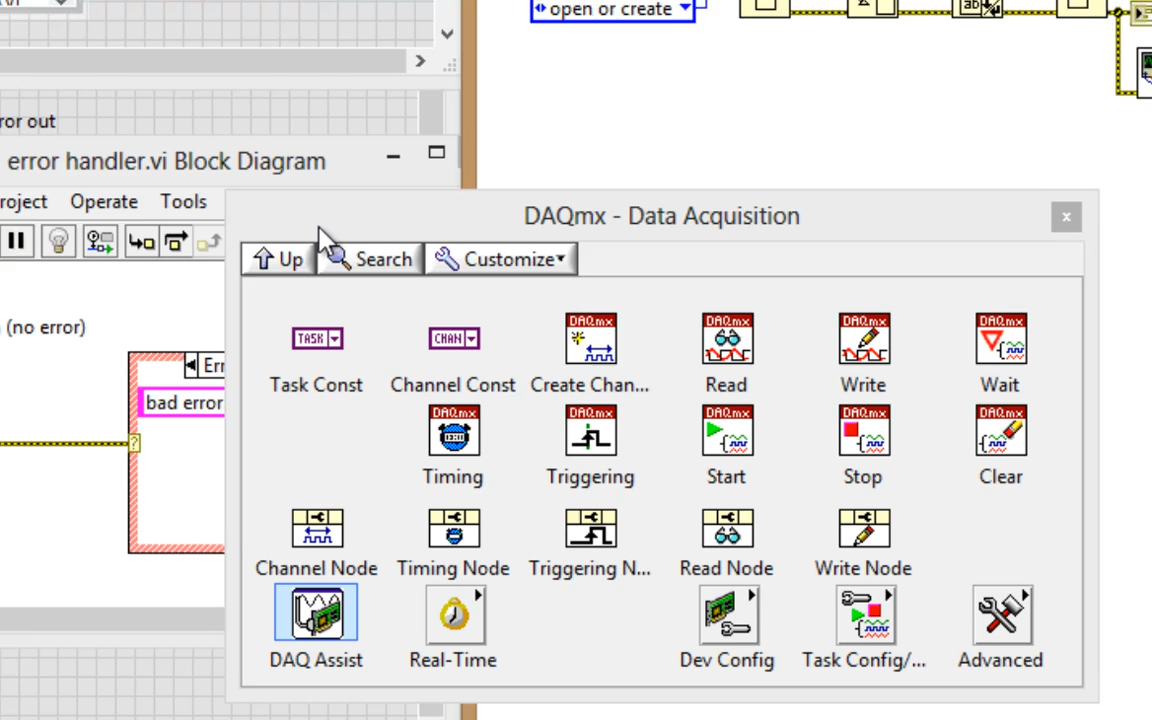 open or create
ror out
error handler.vi Block Diagram
roject Operate Tools
DAQmx - Data Acquisition
x
Up Search Customize
(no error)
Err
bad error
?
TASK CHAN DAQmx DAQmx DAQmx DAQmx
Task Const Channel Const Create Chan... Read Write Wait
DAQmx DAQmx DAQmx DAQmx DAQmx
Timing Triggering Start Stop Clear
Channel Node Timing Node Triggering N... Read Node Write Node
DAQ Assist Real-Time Dev Config Task Config/... Advanced